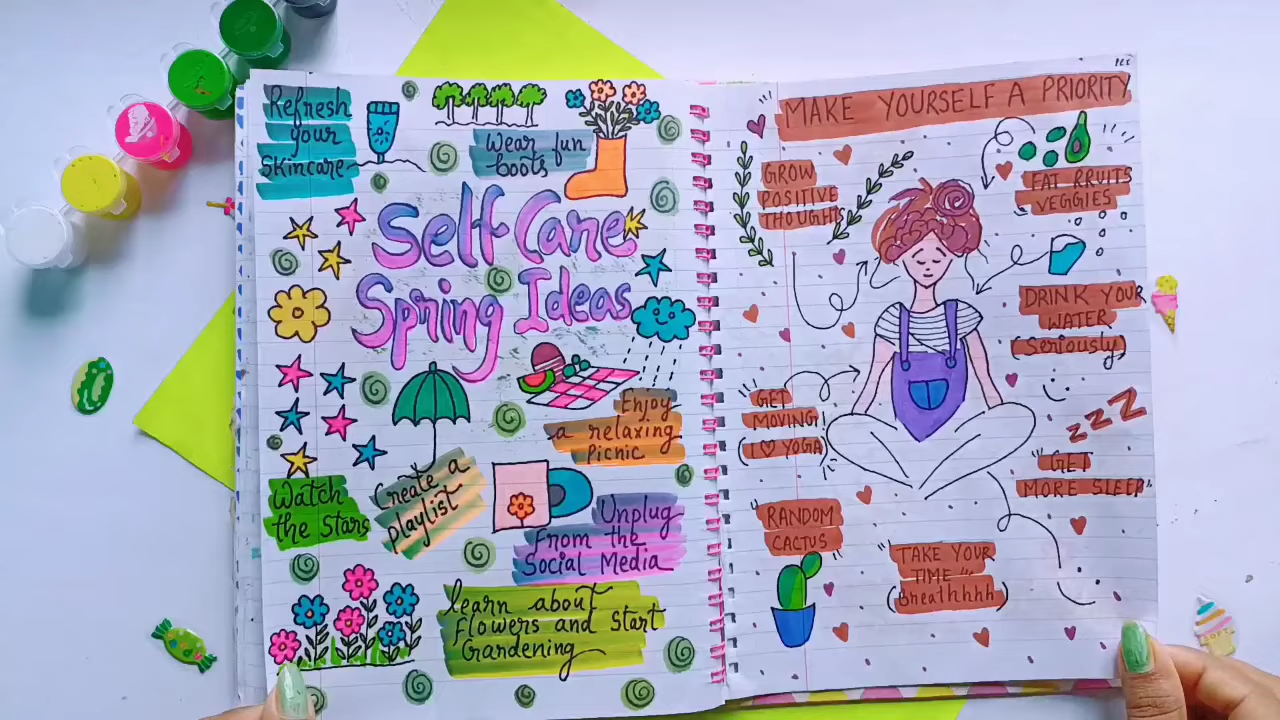 Refresh
your
Skincare
Wear fun
boots
Self Care
Spring Ideas
Enjoy
a relaxing
Picnic
Watch
the Stars
Create a
playlist
Unplug
From the
Social Media
learn about
Flowers and Start
Grandening
"MAKE YOURSELF A PRIORITY
GROW
POSITIVE
THOUGHTS
EAT RRUITS
"VEGGIES"
DRINK YOUR
WATER
(Seriously)
"GET
MOVING!
(I ♡ YOGA)
zzZ
"GET
MORE SLEEP"
"RANDOM
CACTUS"
"TAKE YOUR
TIME"
(Breathhhh)